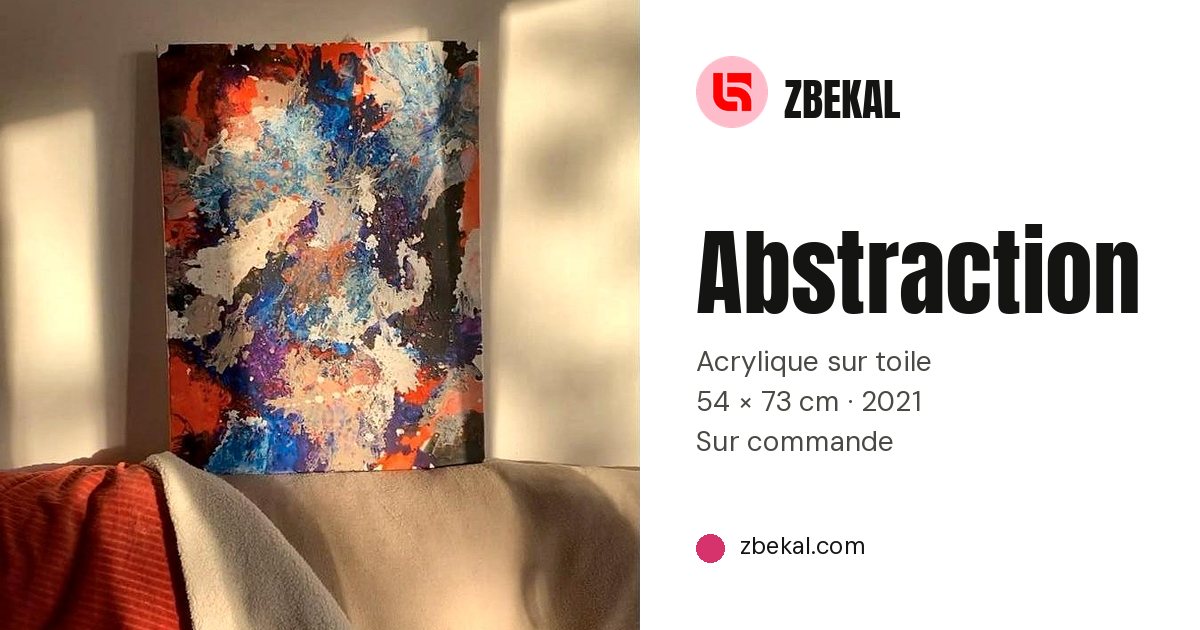 ZBEKAL
Abstraction
Acrylique sur toile
54 × 73 cm · 2021
Sur commande
zbekal.com